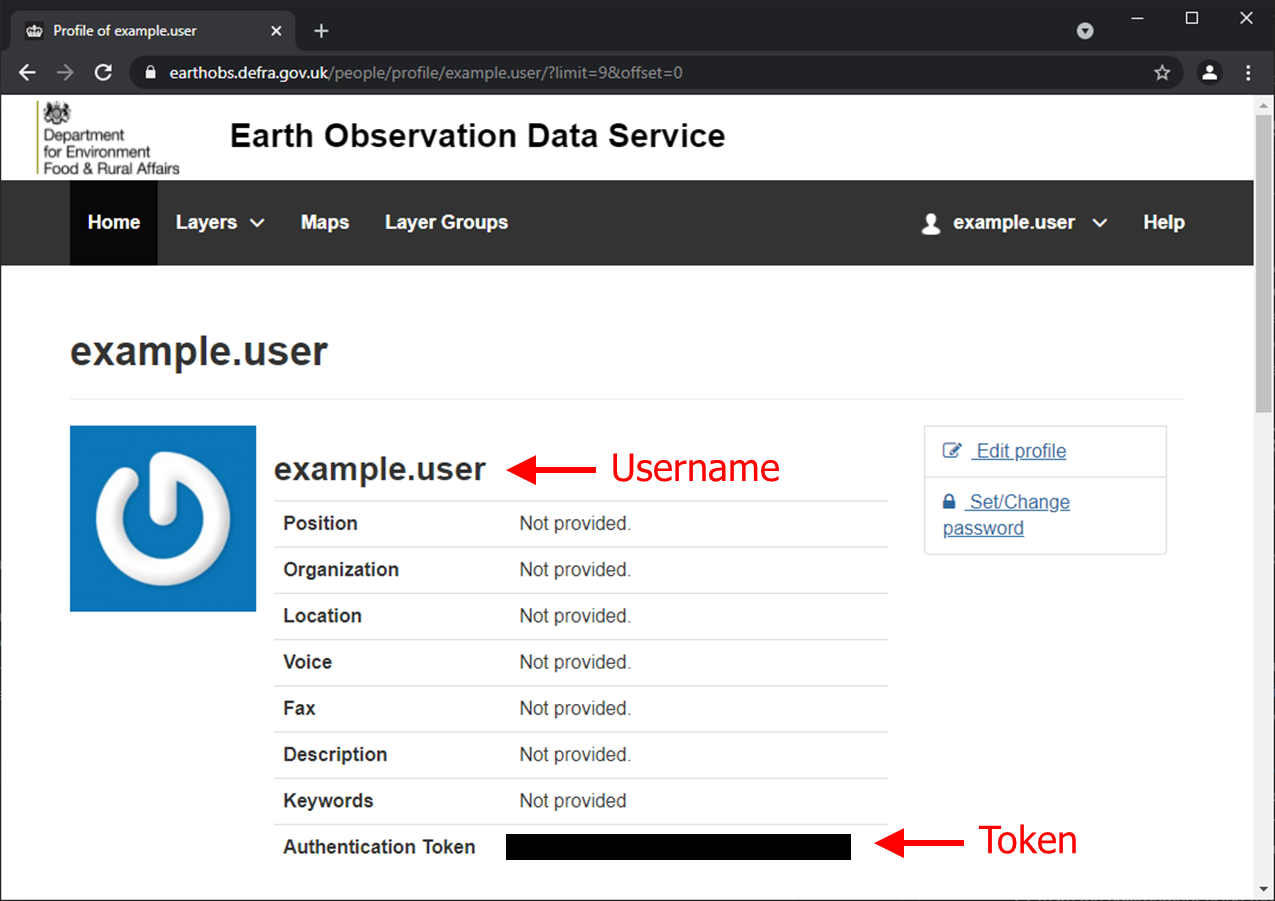 Profile of example.user
earthobs.defra.gov.uk/people/profile/example.user/?limit=9&offset=0
Department
for Environment
Food & Rural Affairs
Earth Observation Data Service
Home Layers Maps Layer Groups example.user Help
example.user
example.user Username
Position Not provided.
Organization Not provided.
Location Not provided.
Voice Not provided.
Fax Not provided.
Description Not provided.
Keywords Not provided
Authentication Token Token
Edit profile
Set/Change
password